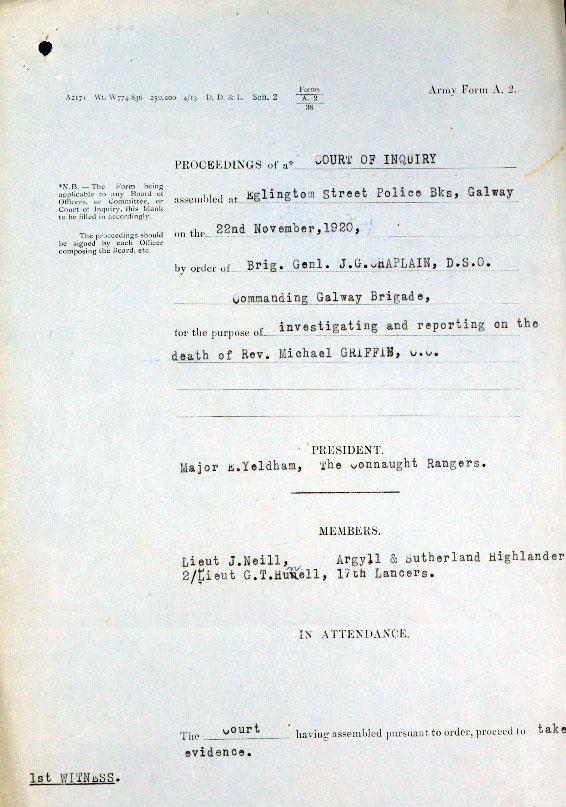 Forms
A2171 Wt. W774/836 250,000 4/15 D. D. & L. Sch. 2 A. 2 Army Form A. 2.
38
PROCEEDINGS of a* COURT OF INQUIRY
*N.B.—The Form being
applicable to any Board of
Officers, or Committee, or
Court of Inquiry, this blank
to be filled in accordingly.
The proceedings should
be signed by each Officer
composing the Board, etc.
assembled at Eglingtom Street Police Bks, Galway
on the 22nd November,1920,
by order of Brig. Genl. J.G.CHAPLAIN, D.S.O.
Commanding Galway Brigade,
for the purpose of investigating and reporting on the
death of Rev. Michael GRIFFIN, C.C.
PRESIDENT.
Major E.Yeldham, The Connaught Rangers.
MEMBERS.
Lieut J.Neill, Argyll & Sutherland Highlander
2/Lieut G.T. 17th Lancers.
IN ATTENDANCE.
The Court having assembled pursuant to order, proceed to take
evidence.
1st WITNESS.